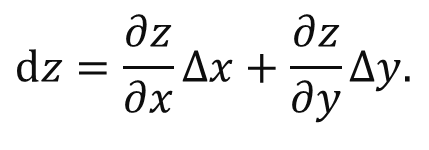 dz = ∂z/∂x Δx + ∂z/∂y Δy.